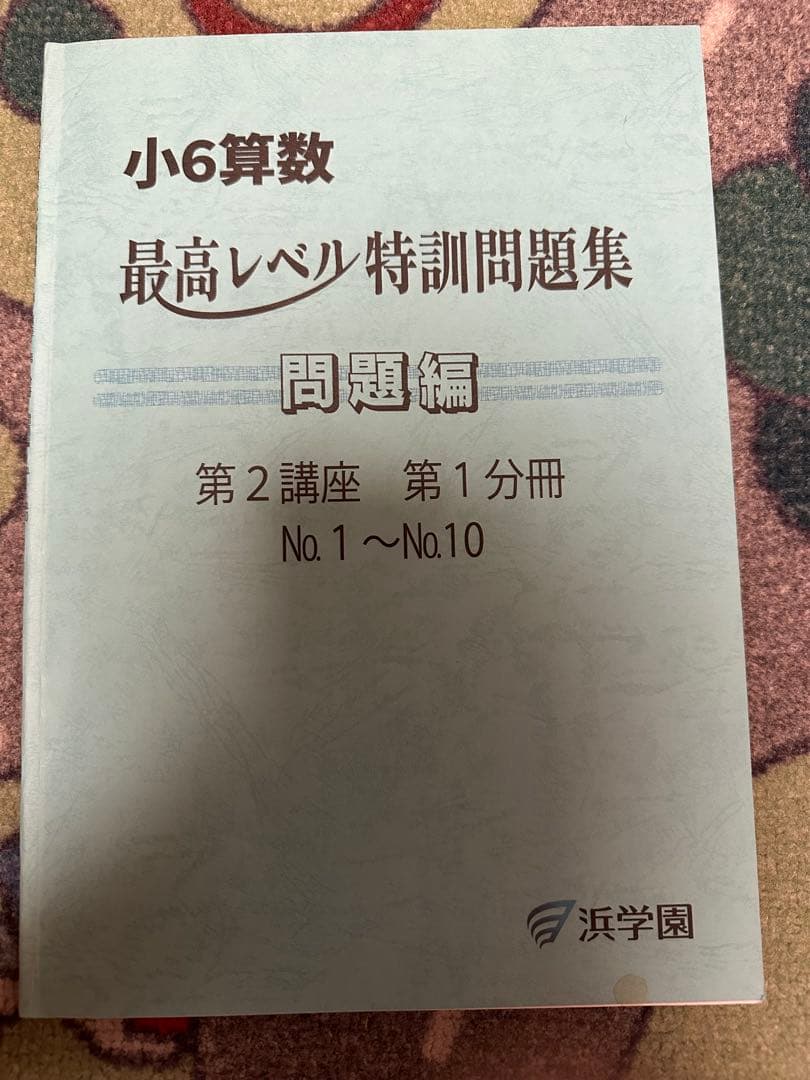 小6算数
最高レベル特訓問題集
問題編
第2講座 第1分冊
No.1～No.10
浜学園